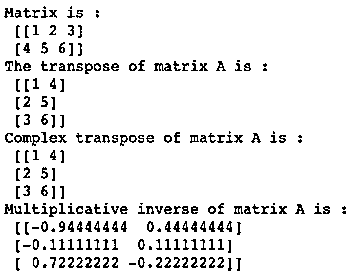 Matrix is :
[[1 2 3]
[4 5 6]]
The transpose of matrix A is :
[[1 4]
[2 5]
[3 6]]
Complex transpose of matrix A is :
[[1 4]
[2 5]
[3 6]]
Multiplicative inverse of matrix A is :
[[-0.94444444 0.44444444]
[-0.11111111 0.11111111]
[ 0.72222222 -0.22222222]]